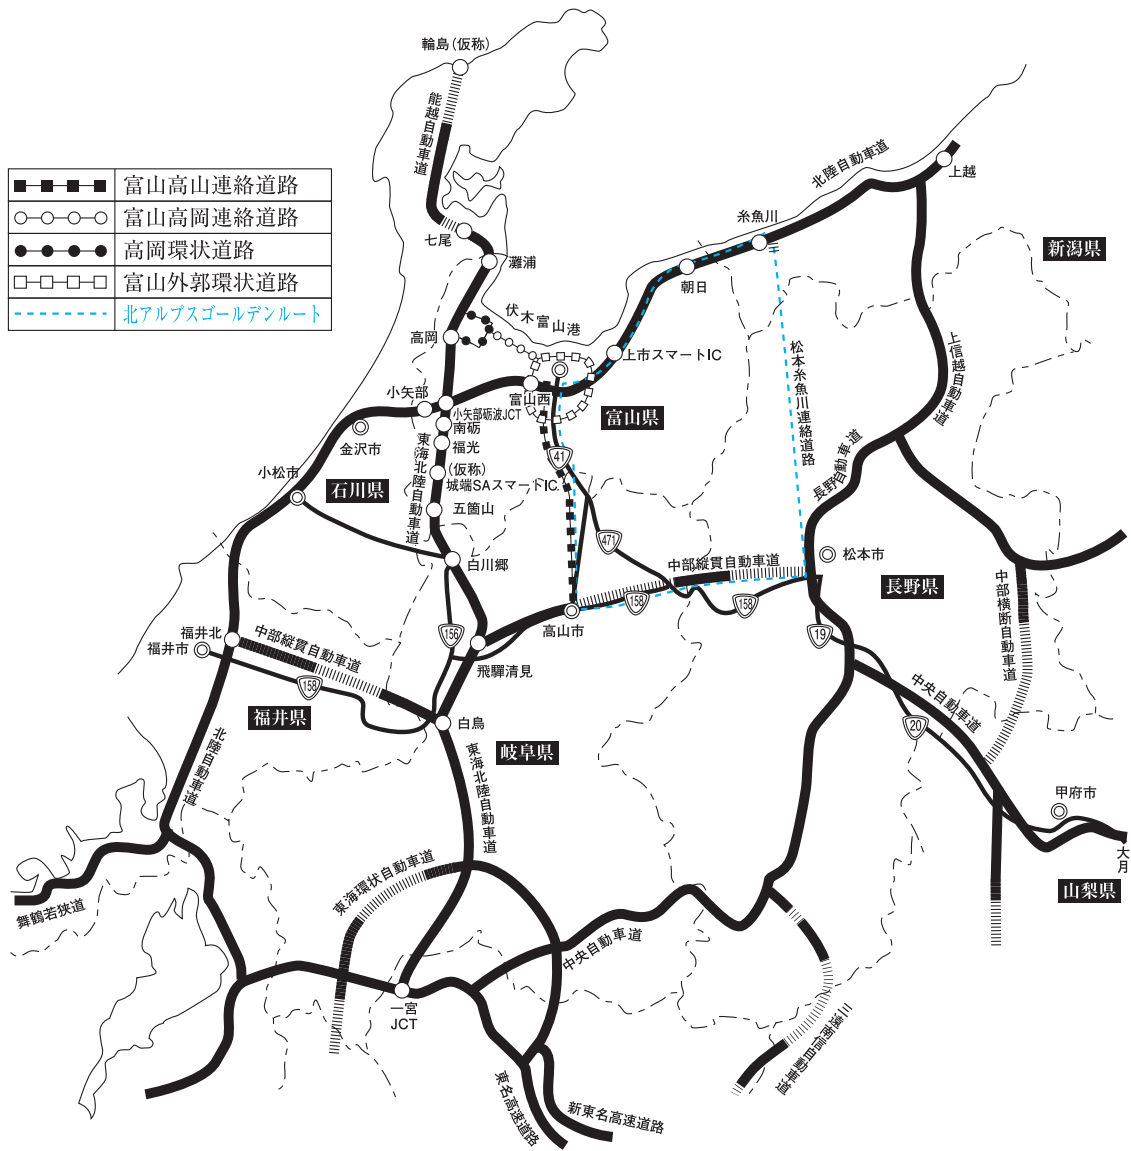 輪島(仮称)
能越自動車道
富山高山連絡道路
富山高岡連絡道路
高岡環状道路
富山外郭環状道路
北アルプスゴールデンルート
北陸自動車道
上越
糸魚川
新潟県
七尾
灘浦
朝日
伏木富山港
高岡
上市スマートIC
松本糸魚川連絡道路
上信越自動車道
小矢部
富山西
小矢部砺波JCT
富山県
南砺
金沢市
福光
東海北陸自動車道
41
長野自動車道
小松市
(仮称)
城端SAスマートIC
石川県
五箇山
471
白川郷
中部縦貫自動車道
松本市
長野県
中部横断自動車道
158
158
高山市
156
19
福井北
福井市
中部縦貫自動車道
飛驒清見
158
中央自動車道
福井県
白鳥
20
岐阜県
北陸自動車道
東海北陸自動車道
甲府市
大月
山梨県
東海環状自動車道
舞鶴若狭道
中央自動車道
一宮
JCT
三遠南信自動車道
東名高速道路
新東名高速道路